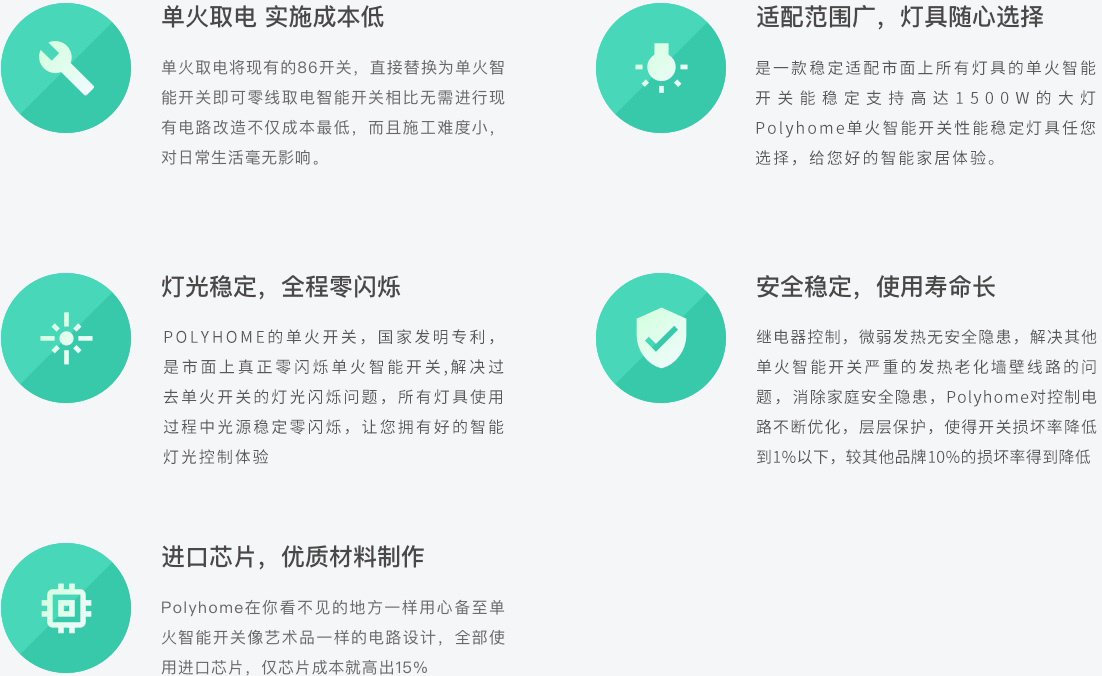 单火取电 实施成本低
单火取电将现有的86开关，直接替换为单火智
能开关即可零线取电智能开关相比无需进行现
有电路改造不仅成本最低，而且施工难度小，
对日常生活毫无影响。
适配范围广，灯具随心选择
是一款稳定适配市面上所有灯具的单火智能
开关能稳定支持高达1500W的大灯
Polyhome单火智能开关性能稳定灯具任您
选择，给您好的智能家居体验。
灯光稳定，全程零闪烁
POLYHOME的单火开关，国家发明专利，
是市面上真正零闪烁单火智能开关,解决过
去单火开关的灯光闪烁问题，所有灯具使用
过程中光源稳定零闪烁，让您拥有好的智能
灯光控制体验
安全稳定，使用寿命长
继电器控制，微弱发热无安全隐患，解决其他
单火智能开关严重的发热老化墙壁线路的问
题，消除家庭安全隐患，Polyhome对控制电
路不断优化，层层保护，使得开关损坏率降低
到1%以下，较其他品牌10%的损坏率得到降低
进口芯片，优质材料制作
Polyhome在你看不见的地方一样用心备至单
火智能开关像艺术品一样的电路设计，全部使
用进口芯片，仅芯片成本就高出15%